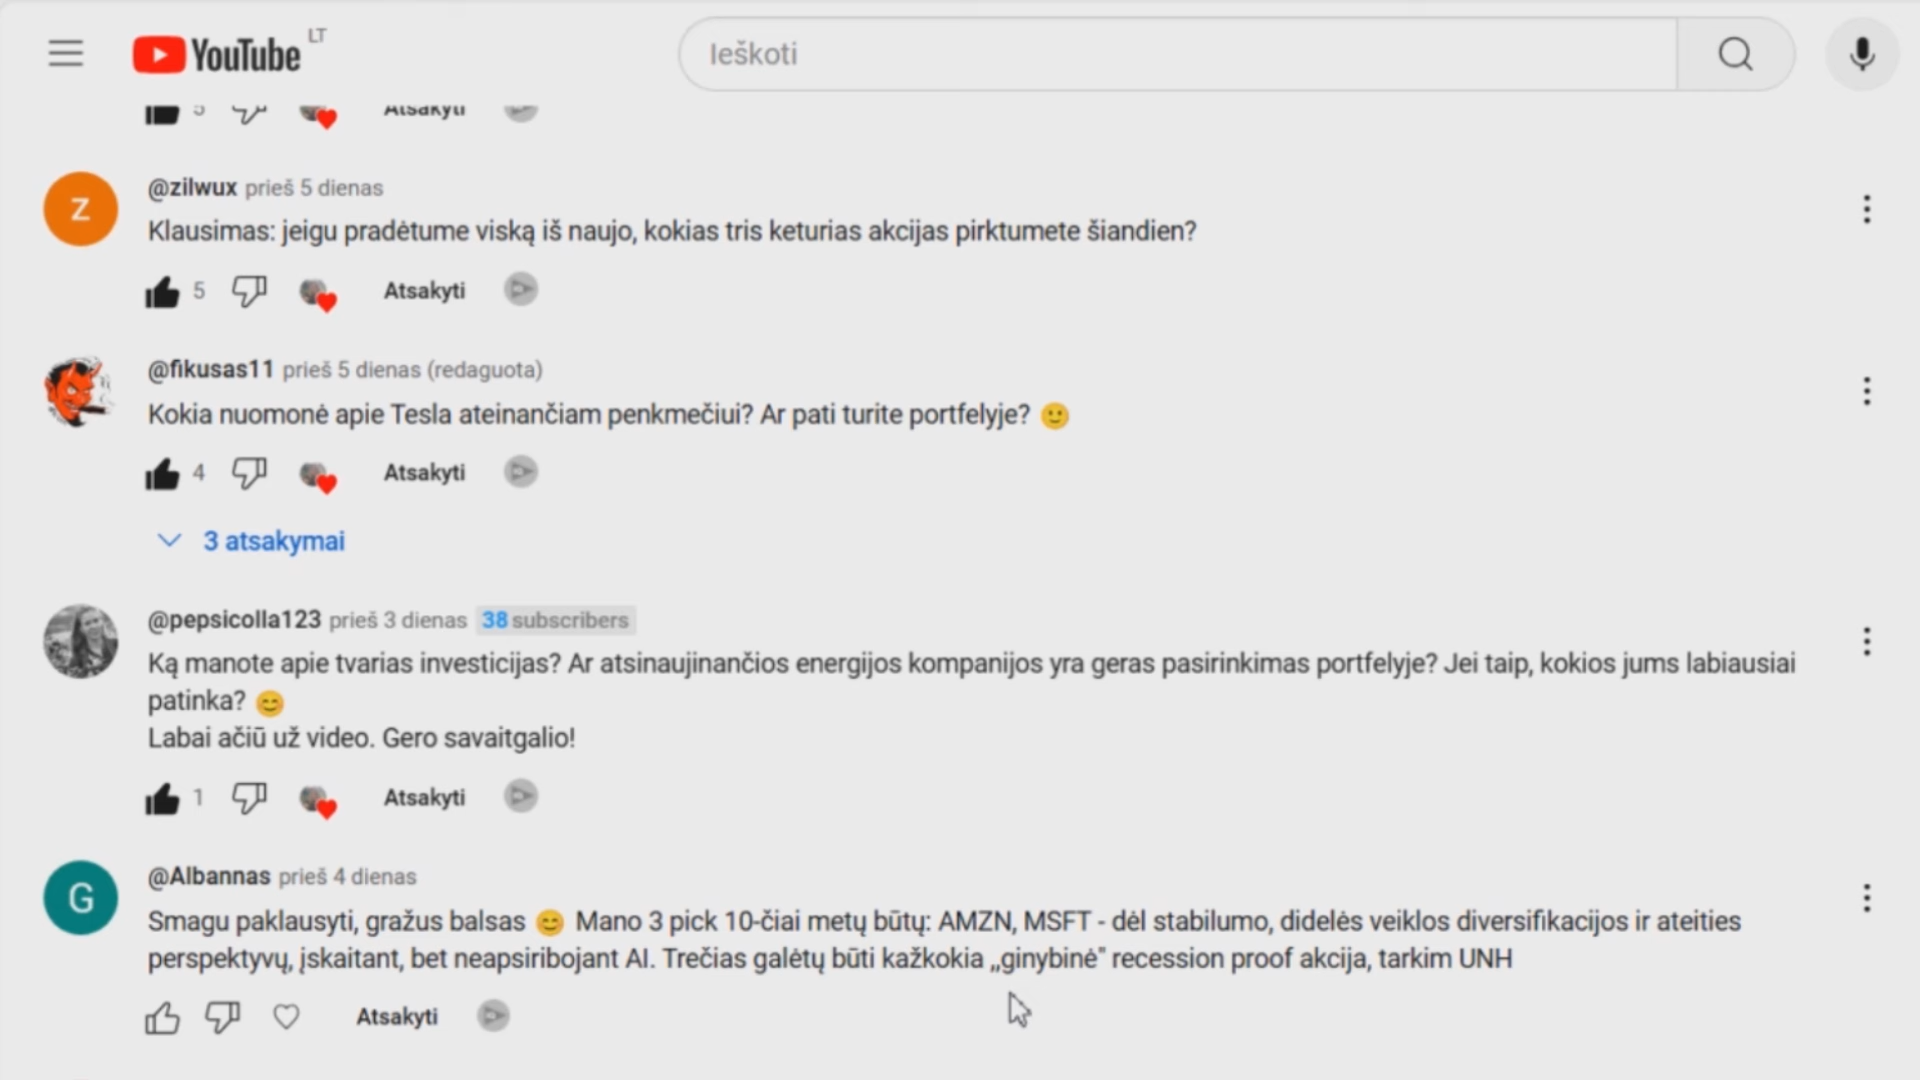 YouTube LT
Ieškoti
5 Atsakyti
Z
@zilwux prieš 5 dienas
Klausimas: jeigu pradėtume viską iš naujo, kokias tris keturias akcijas pirktumete šiandien?
5 Atsakyti
@fikusas11 prieš 5 dienas (redaguota)
Kokia nuomonė apie Tesla ateinančiam penkmečiui? Ar pati turite portfelyje? 🙂
4 Atsakyti
3 atsakymai
@pepsicolla123 prieš 3 dienas 38 subscribers
Ką manote apie tvarias investicijas? Ar atsinaujinančios energijos kompanijos yra geras pasirinkimas portfelyje? Jei taip, kokios jums labiausiai
patinka? 😊
Labai ačiū už video. Gero savaitgalio!
1 Atsakyti
G
@Albannas prieš 4 dienas
Smagu paklausyti, gražus balsas 😊 Mano 3 pick 10-čiai metų būtų: AMZN, MSFT - dėl stabilumo, didelės veiklos diversifikacijos ir ateities
perspektyvų, įskaitant, bet neapsiribojant AI. Trečias galėtų būti kažkokia „ginybinė" recession proof akcija, tarkim UNH
Atsakyti